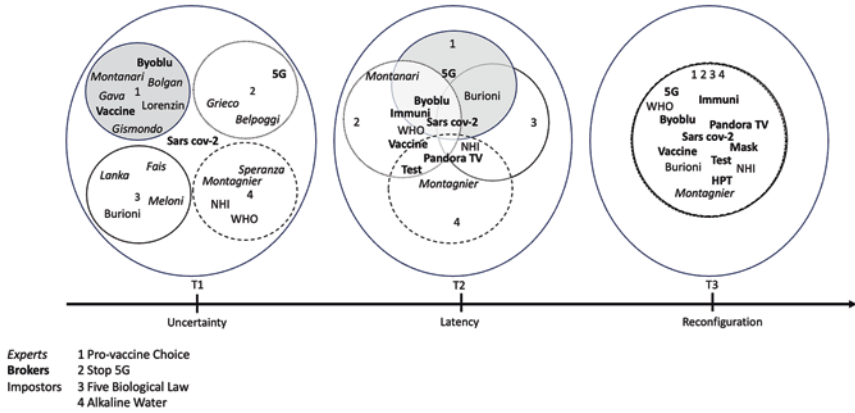 Byoblu
Montanari
Bolgan
Gava
1
Lorenzin
Vaccine
Gismondo
5G
2
Grieco
Belpoggi
Sars cov-2
Fais
Lanka
3
Meloni
Burioni
Speranza
Montagnier
4
NHI
WHO
1
Montanari
5G
Burioni
Byoblu
Immuni
2
Sars cov-2
3
WHO
Vaccine
NHI
Pandora TV
Test
Montagnier
4
1 2 3 4
5G
WHO
Immuni
Byoblu
Pandora TV
Sars cov-2
Mask
Vaccine
Test
Burioni
NHI
HPT
Montagnier
T1
T2
T3
Uncertainty
Latency
Reconfiguration
Experts
1 Pro-vaccine Choice
Brokers
2 Stop 5G
Impostors
3 Five Biological Law
4 Alkaline Water